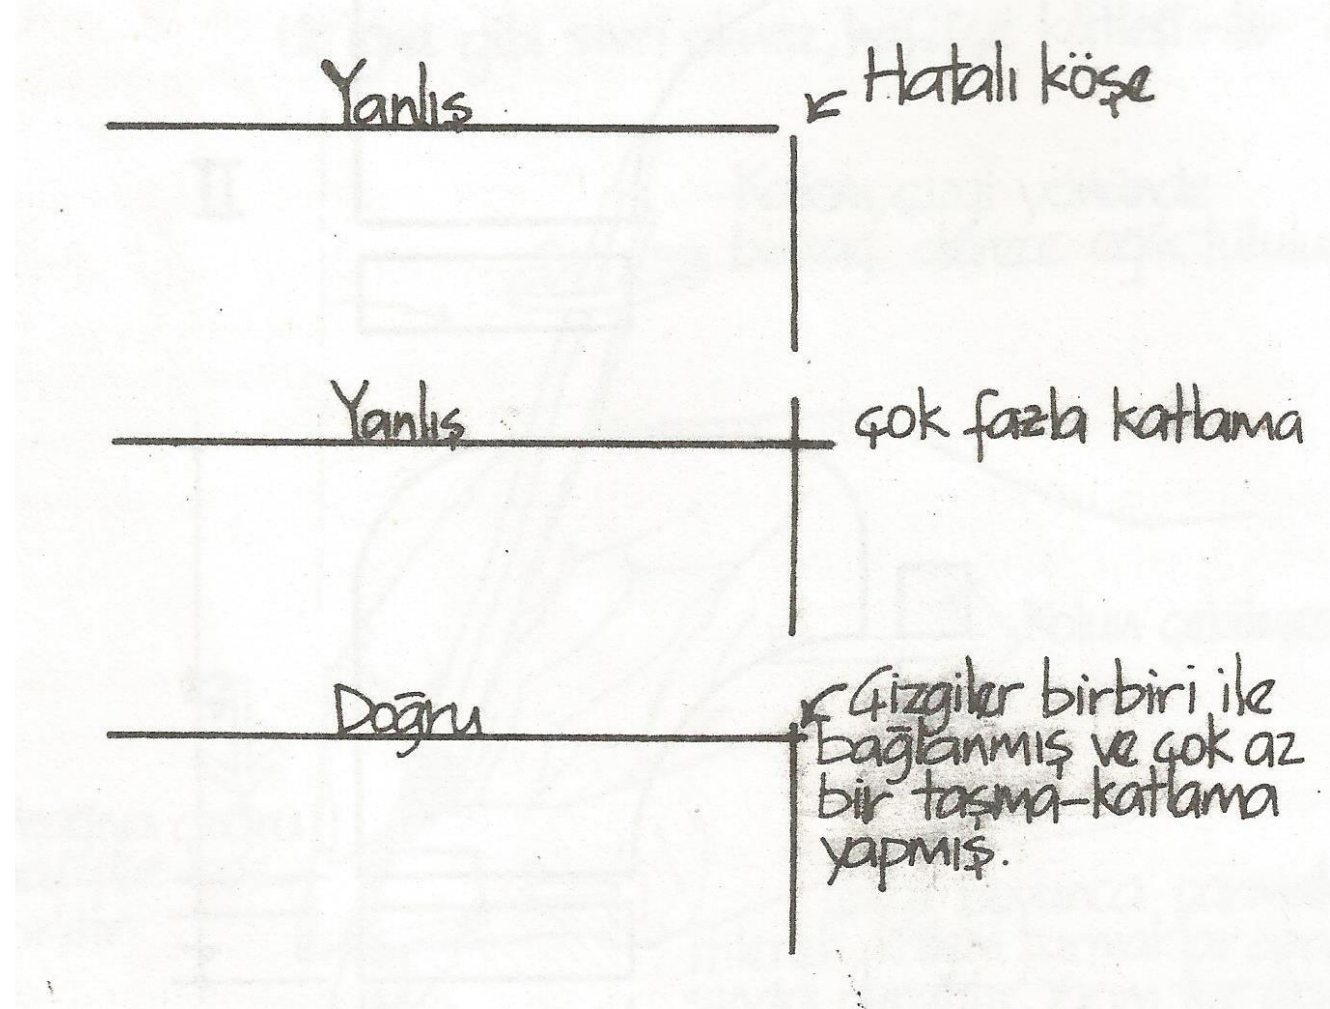 Yanlış
Hatalı köşe
Yanlış
çok fazla katlama
Doğru
Çizgiler birbiri ile
bağlanmış ve çok az
bir taşma-katlama
yapmış.
II